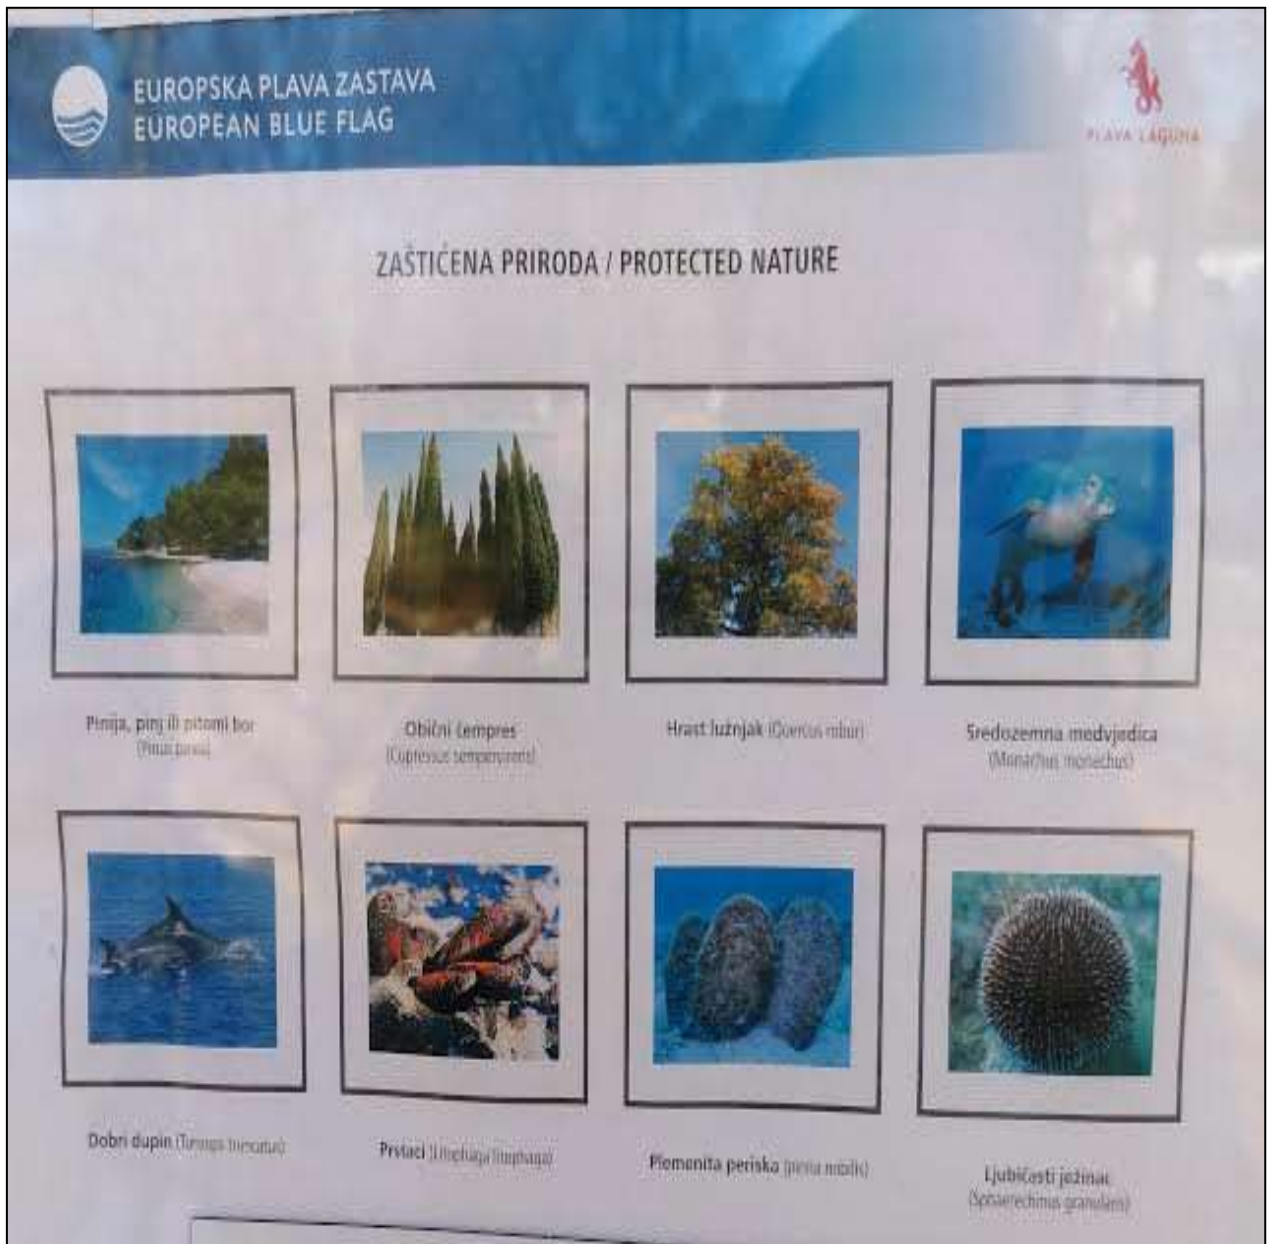 EUROPSKA PLAVA ZASTAVA
EUROPEAN BLUE FLAG
PLAVA LAGUNA
ZAŠTIĆENA PRIRODA / PROTECTED NATURE
Pinija, pinj ili pitomi bor
(Pinus pinea)
Obični čempres
(Cupressus sempervirens)
Hrast lužnjak (Quercus robur)
Sredozemna medvjedica
(Monachus monachus)
Dobri dupin (Tursiops truncatus)
Prstaci (Lithophaga lithophaga)
Plemenita periska (pinna nobilis)
Ljubičasti ježinac
(Sphaerechinus granularis)